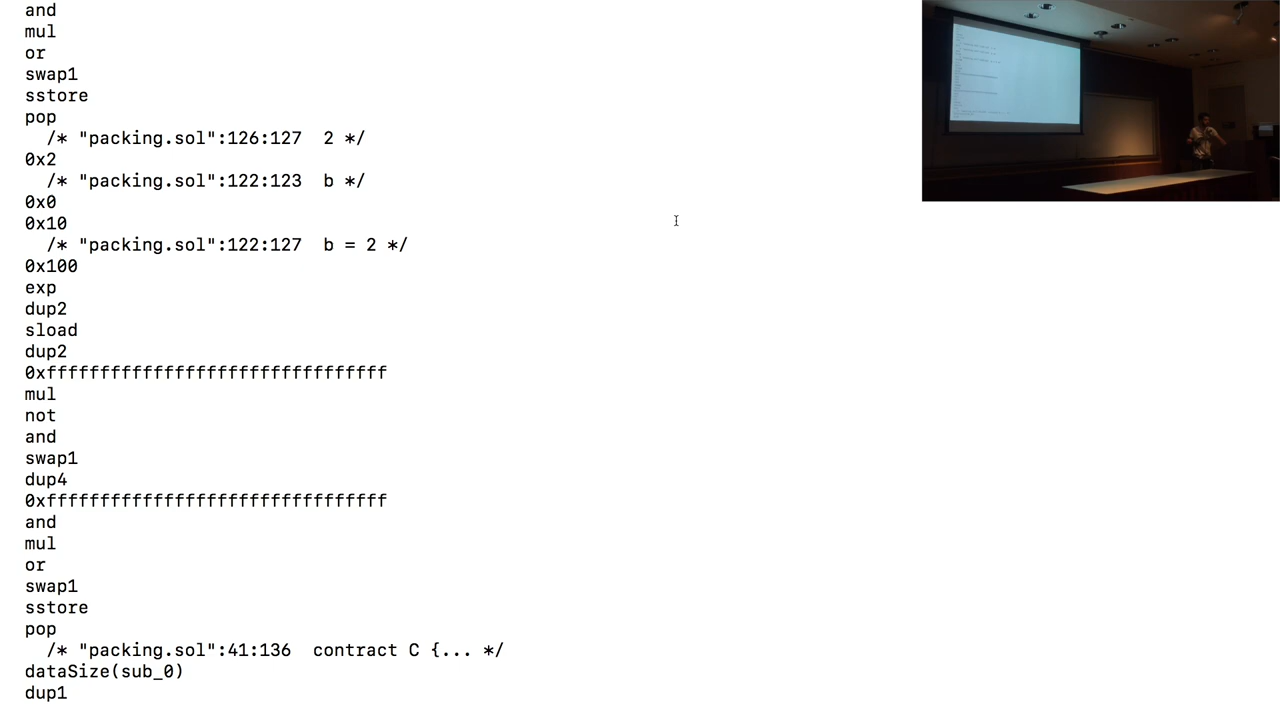 and
mul
or
swap1
sstore
pop
/* "packing.sol":126:127  2 */
0x2
/* "packing.sol":122:123  b */
0x0
0x10
/* "packing.sol":122:127  b = 2 */
0x100
exp
dup2
sload
dup2
0xffffffffffffffffffffffffffffffff
mul
not
and
swap1
dup4
0xffffffffffffffffffffffffffffffff
and
mul
or
swap1
sstore
pop
/* "packing.sol":41:136  contract C {... */
dataSize(sub_0)
dup1